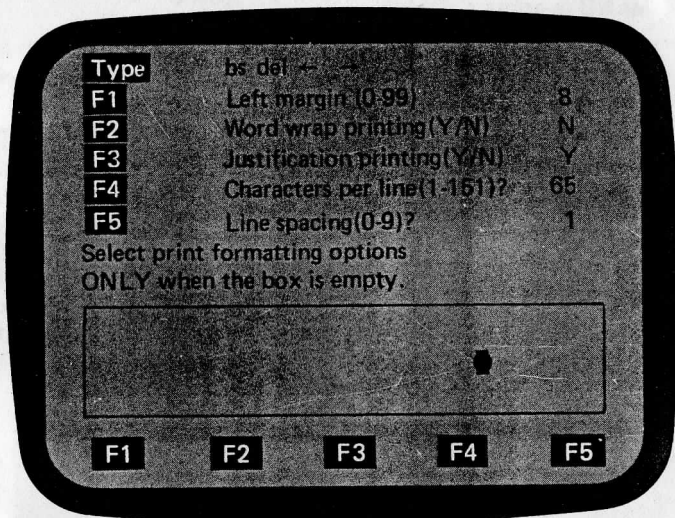 Type bs del ← →
F1 Left margin (0-99) 8
F2 Word wrap printing(Y/N) N
F3 Justification printing(Y/N) Y
F4 Characters per line(1-151)? 65
F5 Line spacing(0-9)? 1
Select print formatting options
ONLY when the box is empty.
F1 F2 F3 F4 F5